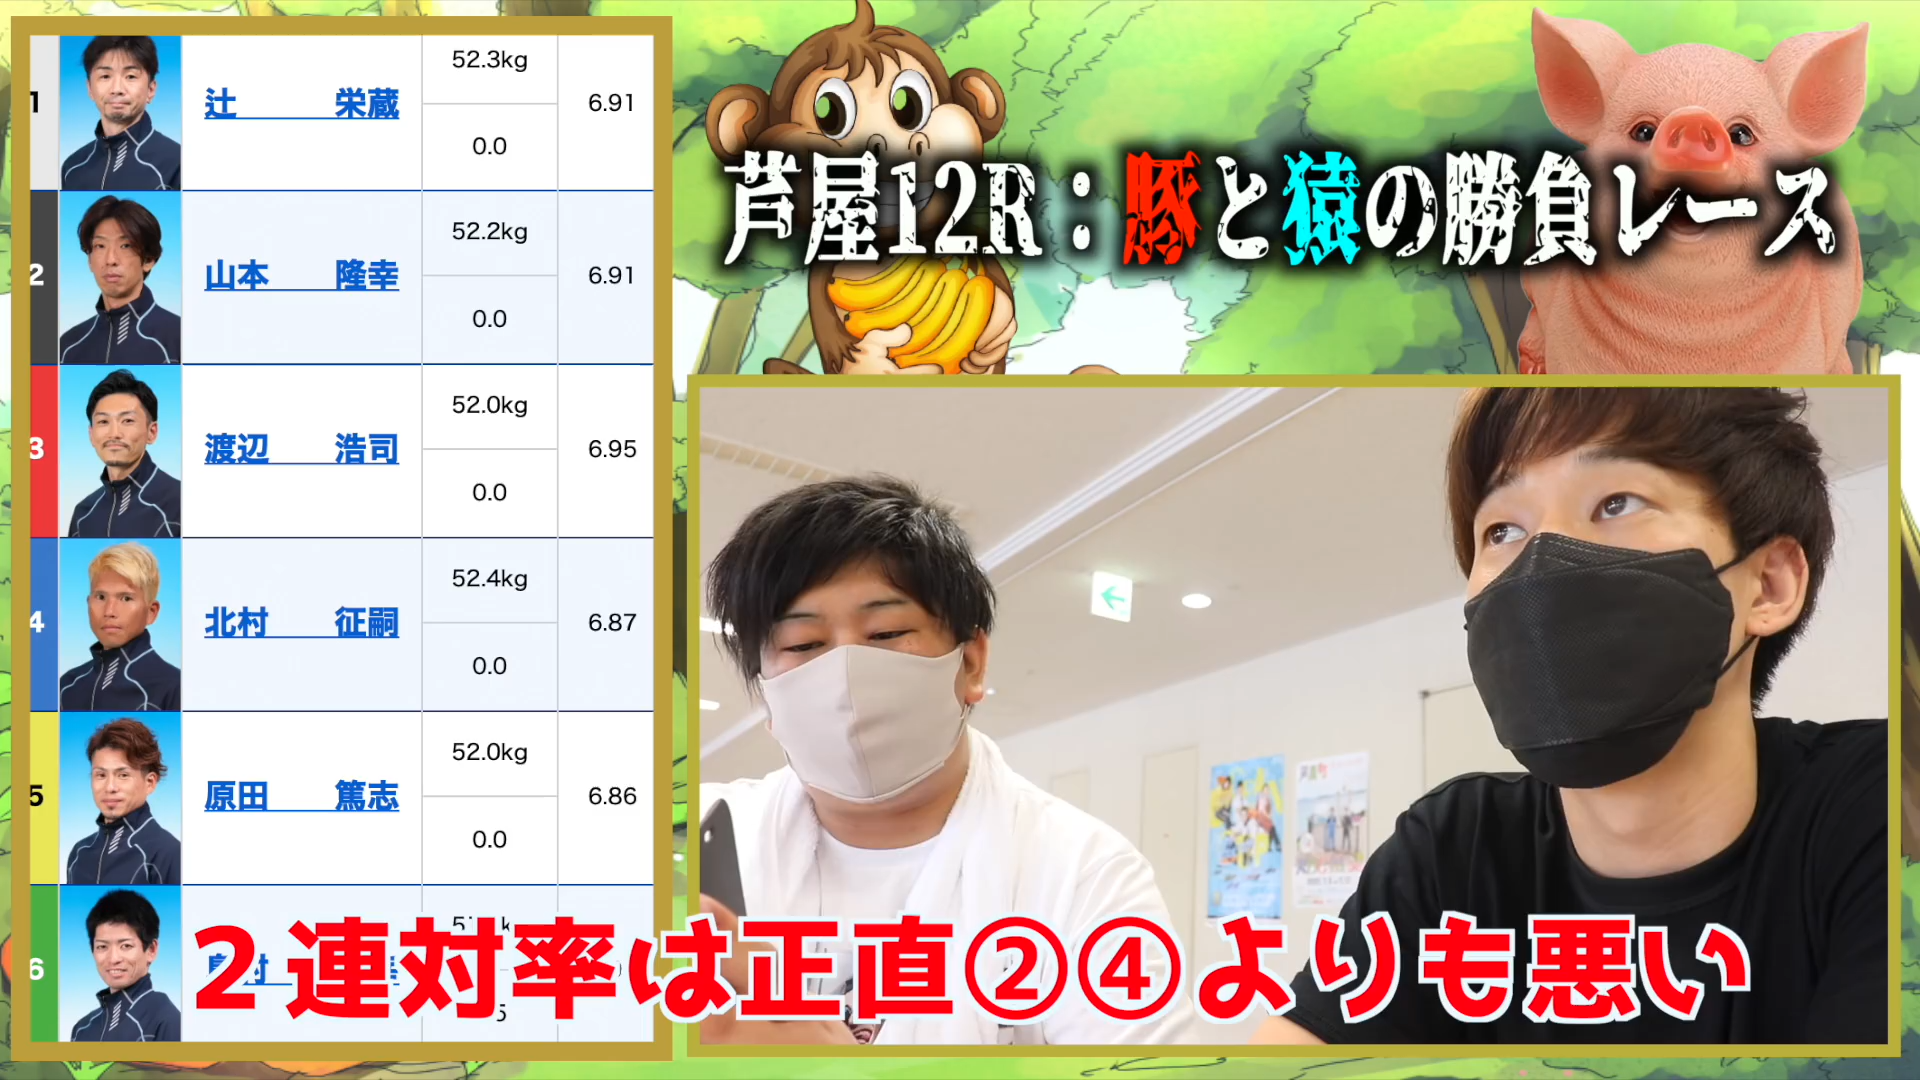 芦屋12R：豚と猿の勝負レース
1
辻 栄蔵
52.3kg
0.0
6.91
2
山本 隆幸
52.2kg
0.0
6.91
3
渡辺 浩司
52.0kg
0.0
6.95
4
北村 征嗣
52.4kg
0.0
6.87
5
原田 篤志
52.0kg
0.0
6.86
6
２連対率は正直②④よりも悪い